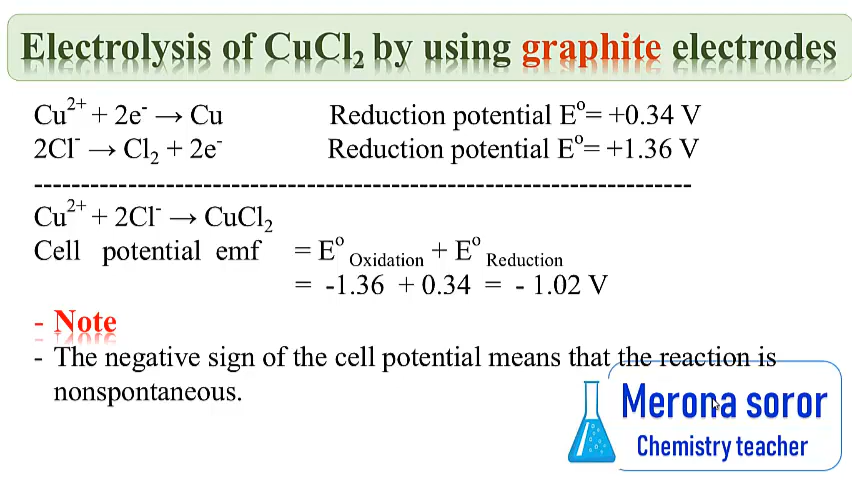 Electrolysis of CuCl₂ by using graphite electrodes
Cu²⁺ + 2e⁻ → Cu Reduction potential Eᵒ= +0.34 V
2Cl⁻ → Cl₂ + 2e⁻ Reduction potential Eᵒ= +1.36 V
----------------------------------------------------------------------
Cu²⁺ + 2Cl⁻ → CuCl₂
Cell potential emf = Eᵒ Oxidation + Eᵒ Reduction
= -1.36 + 0.34 = - 1.02 V
- Note
- The negative sign of the cell potential means that the reaction is
nonspontaneous.
Merona soror
Chemistry teacher